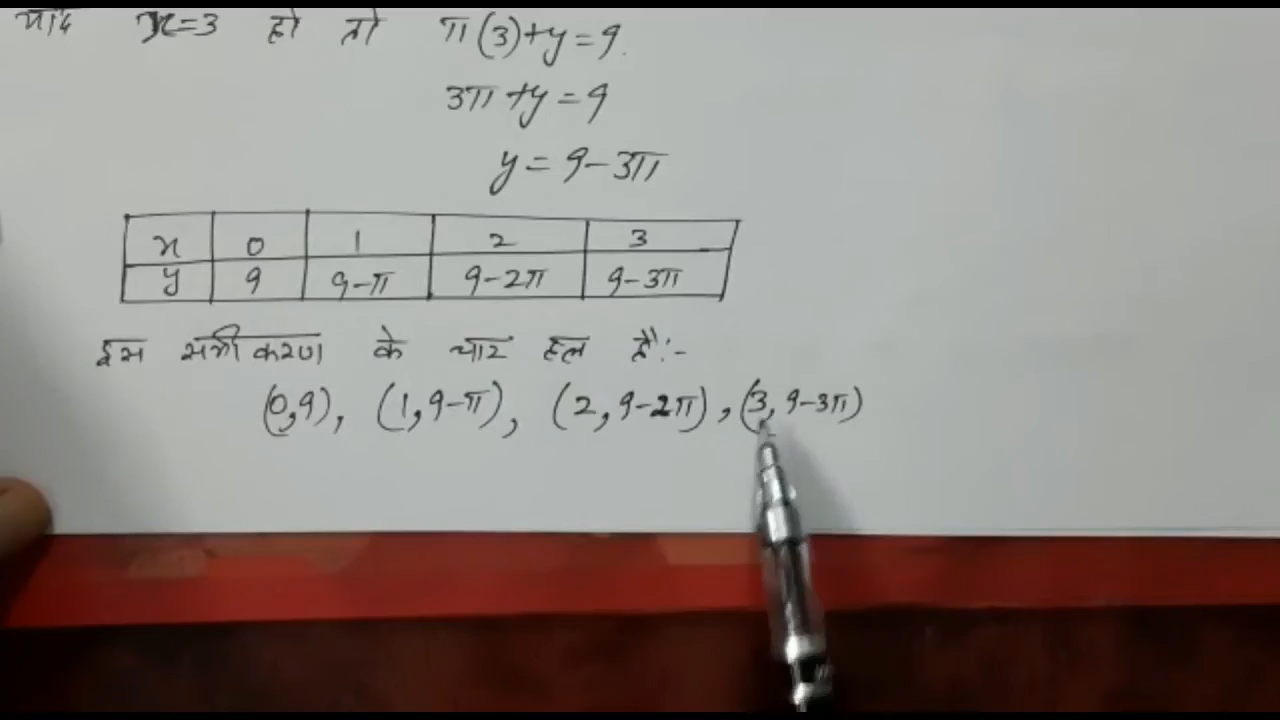 यदि x=3 हो तो π(3)+y=9.
3π+y=9
y=9-3π
x 0 1 2 3
y 9 9-π 9-2π 9-3π
इस समीकरण के चार हल है:-
(0,9), (1,9-π), (2,9-2π), (3,9-3π)